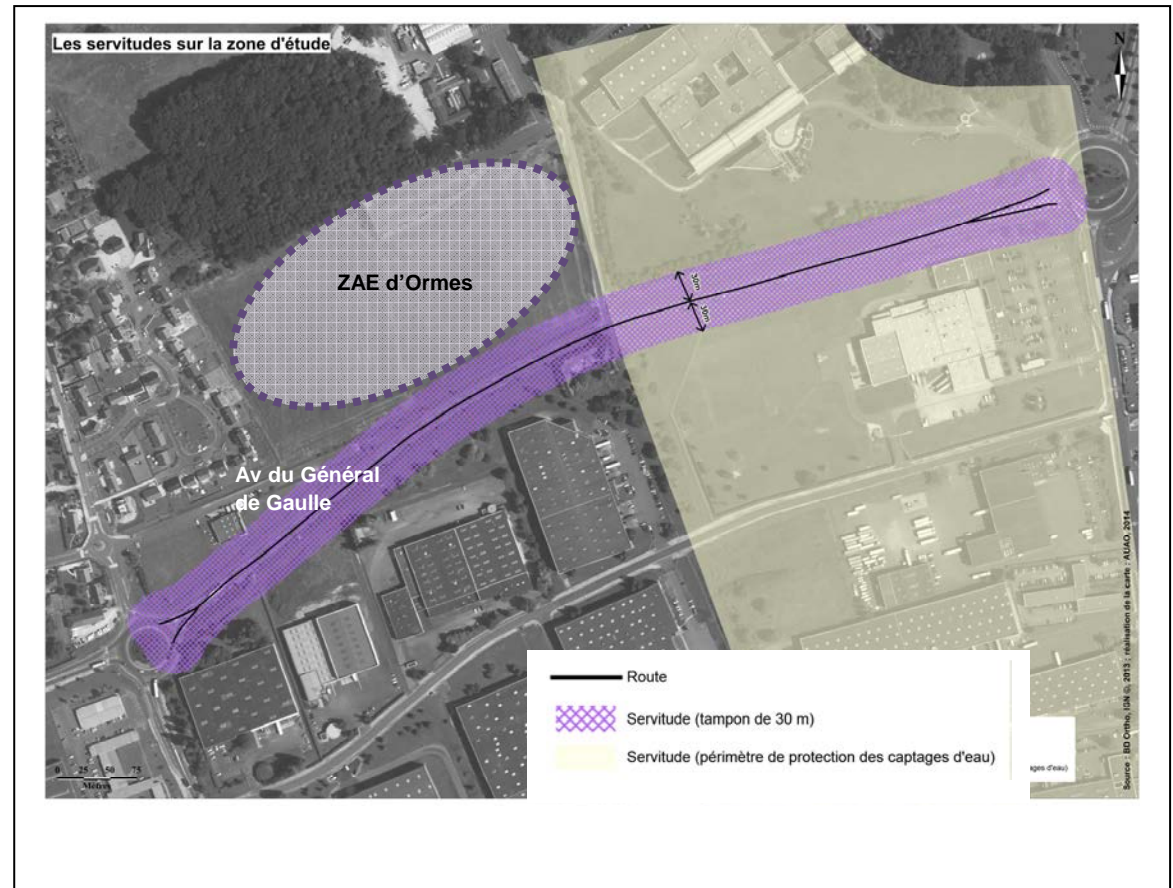 Les servitudes sur la zone d'étude
N
ZAE d'Ormes
30m
30m
Av du Général
de Gaulle
Route
Servitude (tampon de 30 m)
Servitude (périmètre de protection des captages d'eau)
ages d'eau)
0 25 50 75
Mètres
Source : BD Ortho, IGN ©, 2013 ; réalisation de la carte : AUAO, 2014